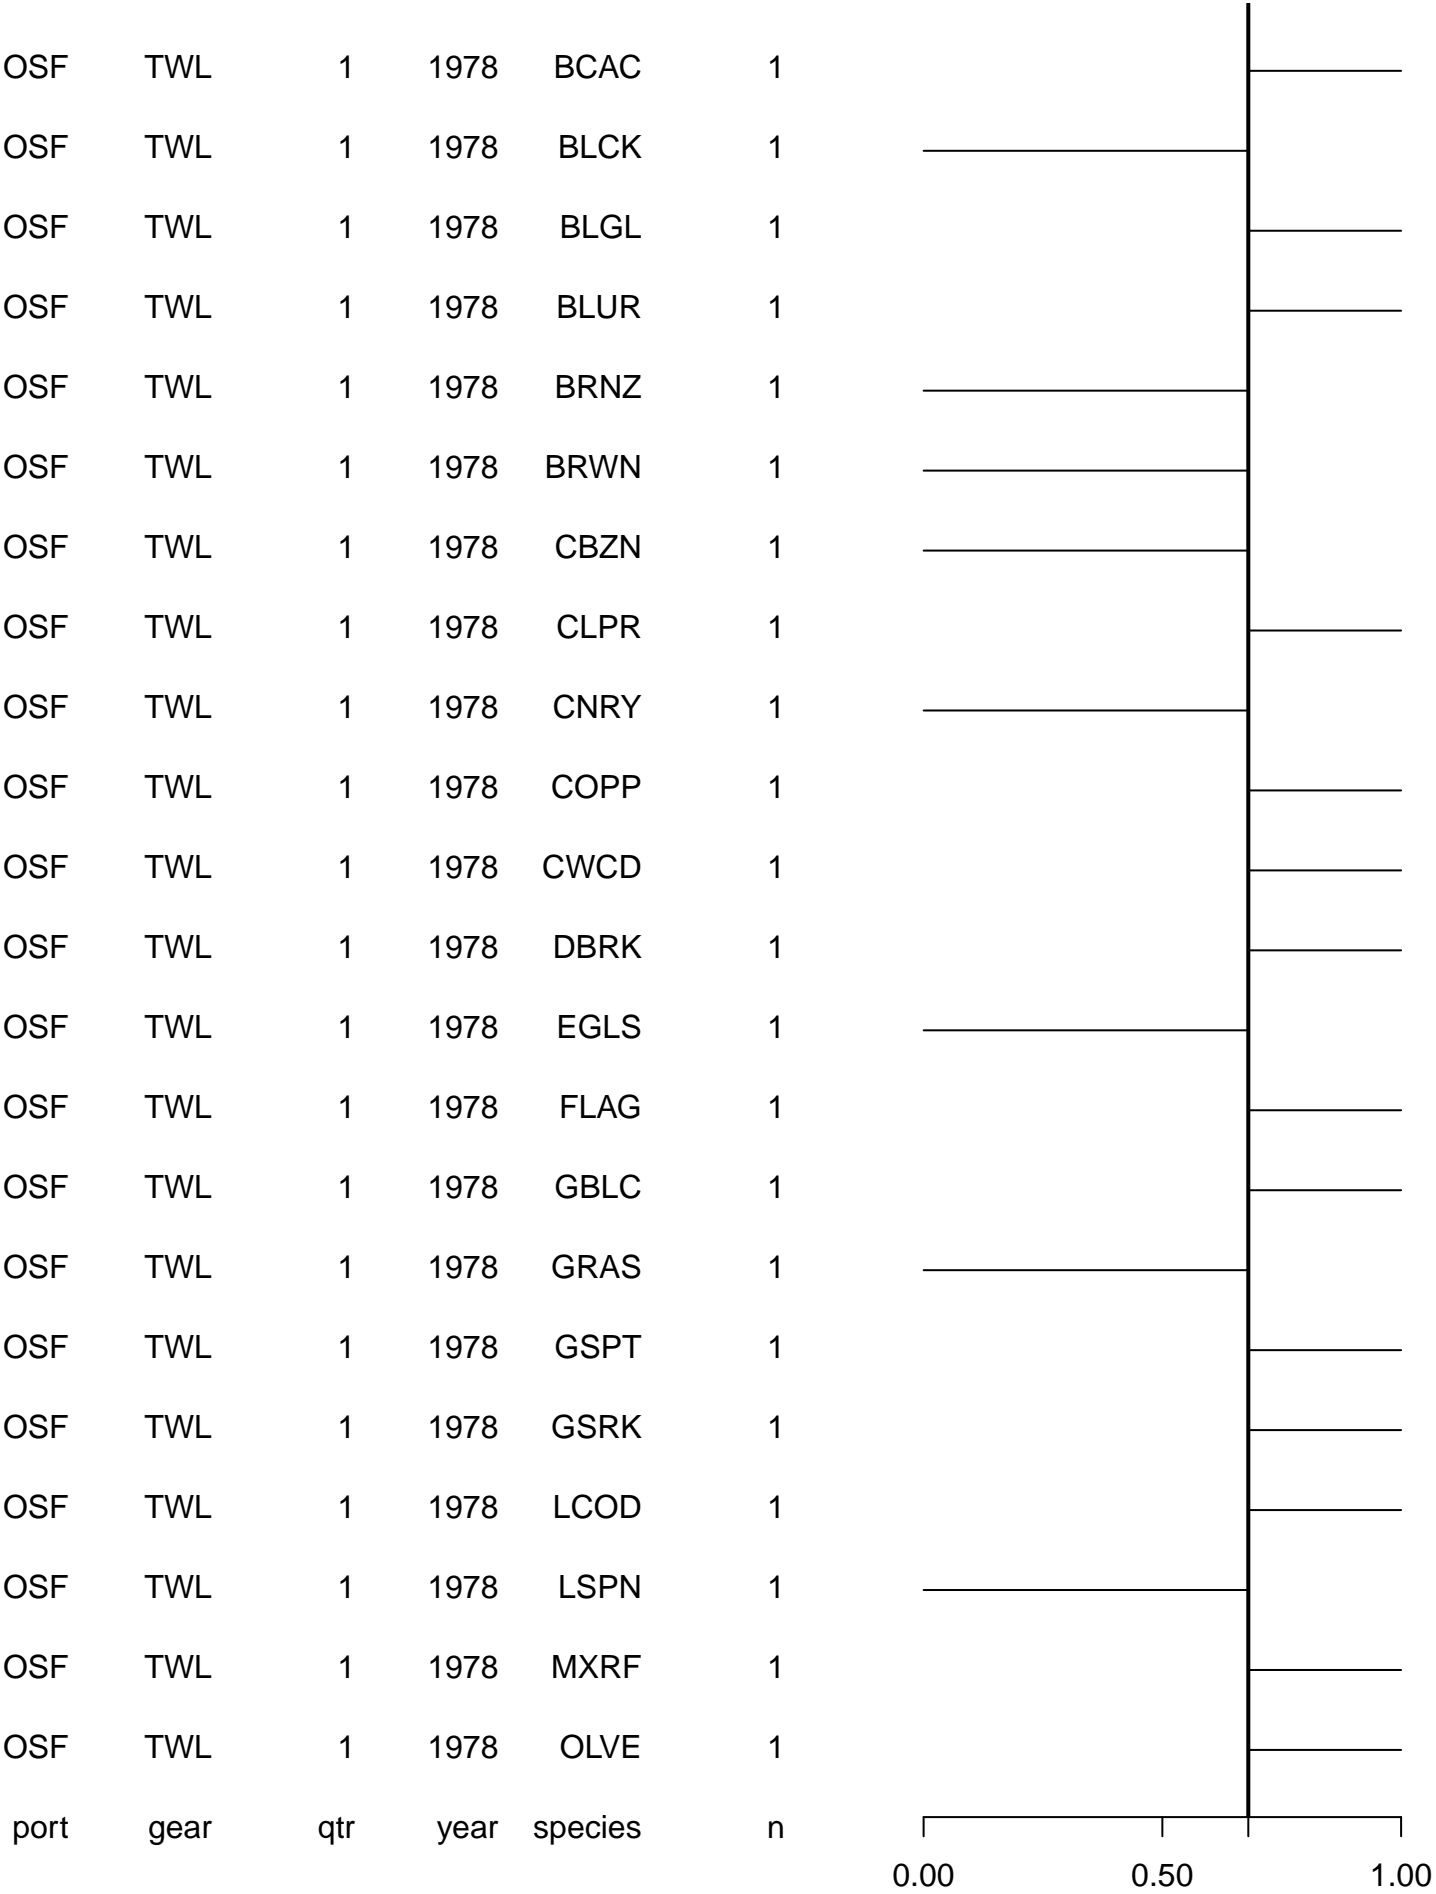 OSF TWL 1 1978 BCAC 1
OSF TWL 1 1978 BLCK 1
OSF TWL 1 1978 BLGL 1
OSF TWL 1 1978 BLUR 1
OSF TWL 1 1978 BRNZ 1
OSF TWL 1 1978 BRWN 1
OSF TWL 1 1978 CBZN 1
OSF TWL 1 1978 CLPR 1
OSF TWL 1 1978 CNRY 1
OSF TWL 1 1978 COPP 1
OSF TWL 1 1978 CWCD 1
OSF TWL 1 1978 DBRK 1
OSF TWL 1 1978 EGLS 1
OSF TWL 1 1978 FLAG 1
OSF TWL 1 1978 GBLC 1
OSF TWL 1 1978 GRAS 1
OSF TWL 1 1978 GSPT 1
OSF TWL 1 1978 GSRK 1
OSF TWL 1 1978 LCOD 1
OSF TWL 1 1978 LSPN 1
OSF TWL 1 1978 MXRF 1
OSF TWL 1 1978 OLVE 1
port gear qtr year species n
0.00 0.50 1.00